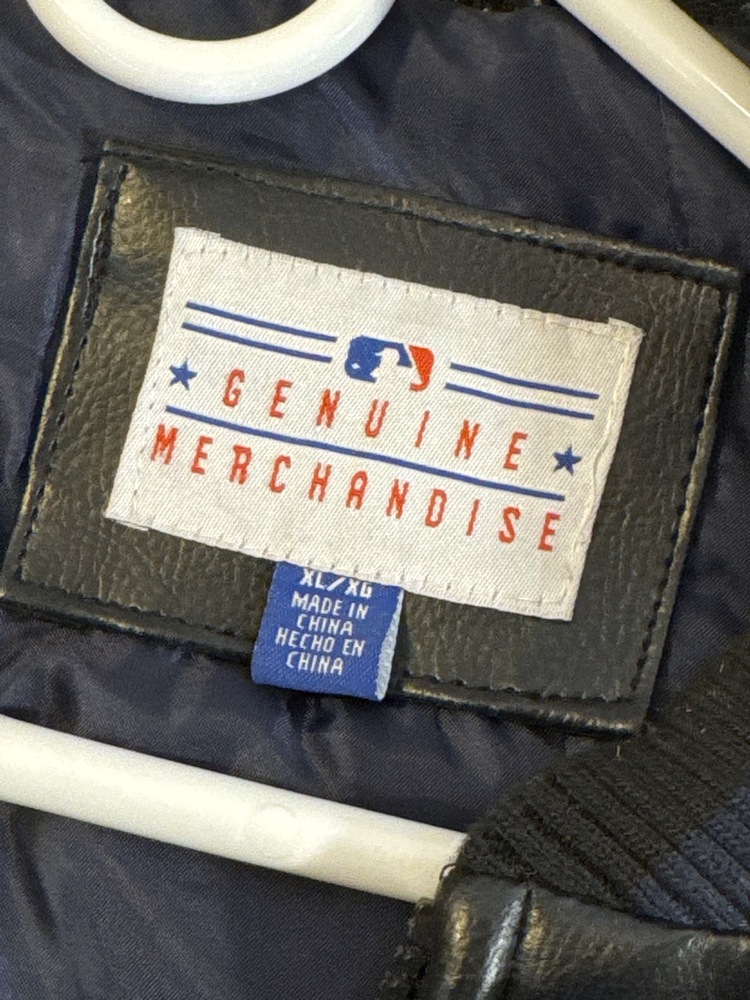 GENUINE
MERCHANDISE
XL/XG
MADE IN
CHINA
HECHO EN
CHINA